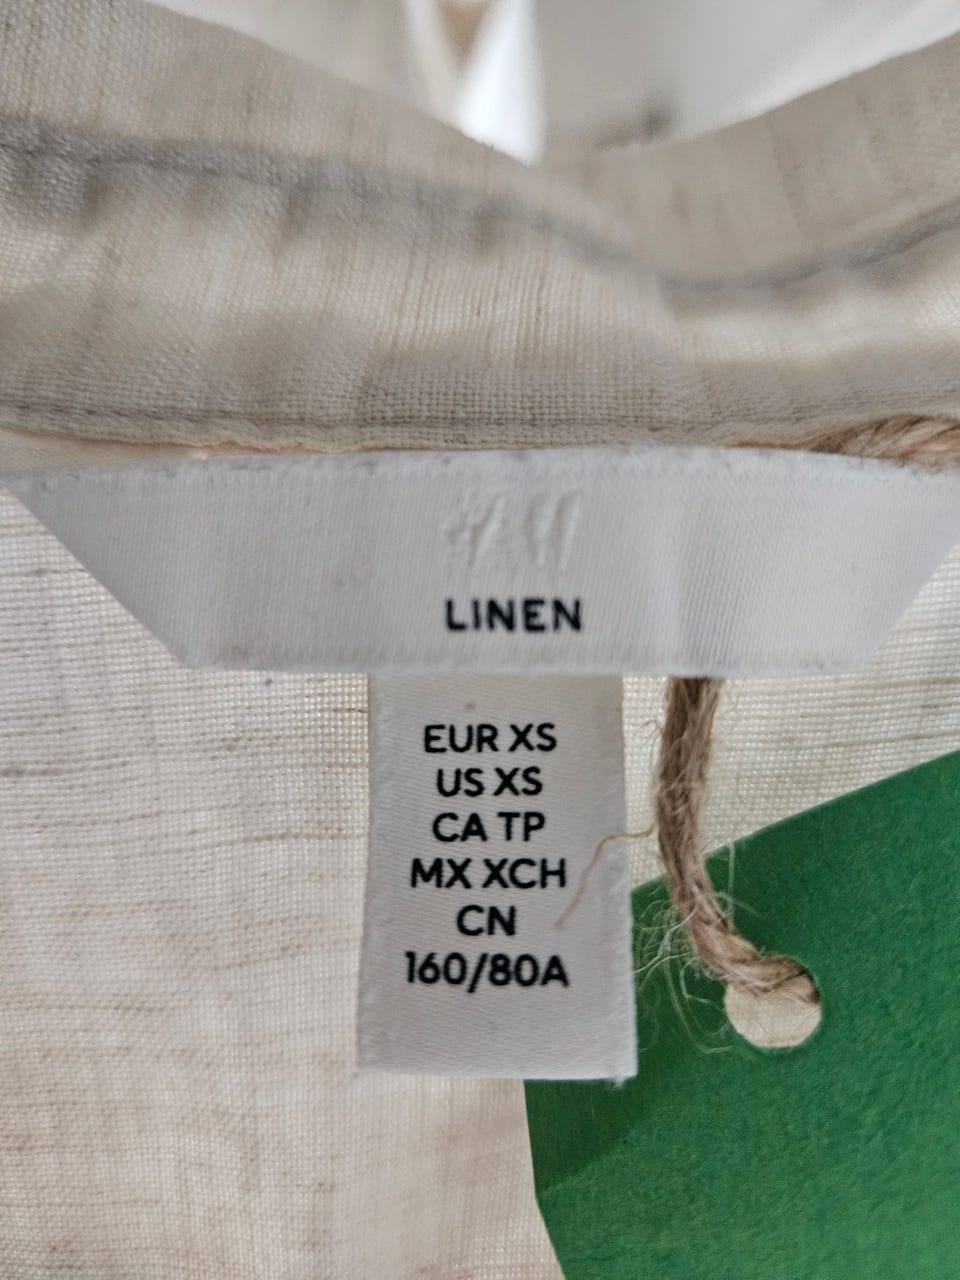 H&M
LINEN
EUR XS
US XS
CA TP
MX XCH
CN
160/80A